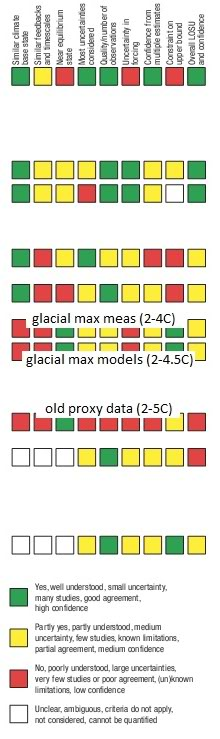 Similar climate
base state
Similar feedbacks
and timescales
Near equilibrium
state
Most uncertainties
considered
Quality/number of
observations
Uncertainty in
forcing
Confidence from
multiple estimates
Constraint on
upper bound
Overall LOSU
and confidence
glacial max meas (2-4C)
glacial max models (2-4.5C)
old proxy data (2-5C)
Yes, well understood, small uncertainty,
many studies, good agreement,
high confidence
Partly yes, partly understood, medium
uncertainty, few studies, known limitations,
partial agreement, medium confidence
No, poorly understood, large uncertainties,
very few studies or poor agreement, (un)known
limitations, low confidence
Unclear, ambiguous, criteria do not apply,
not considered, cannot be quantified